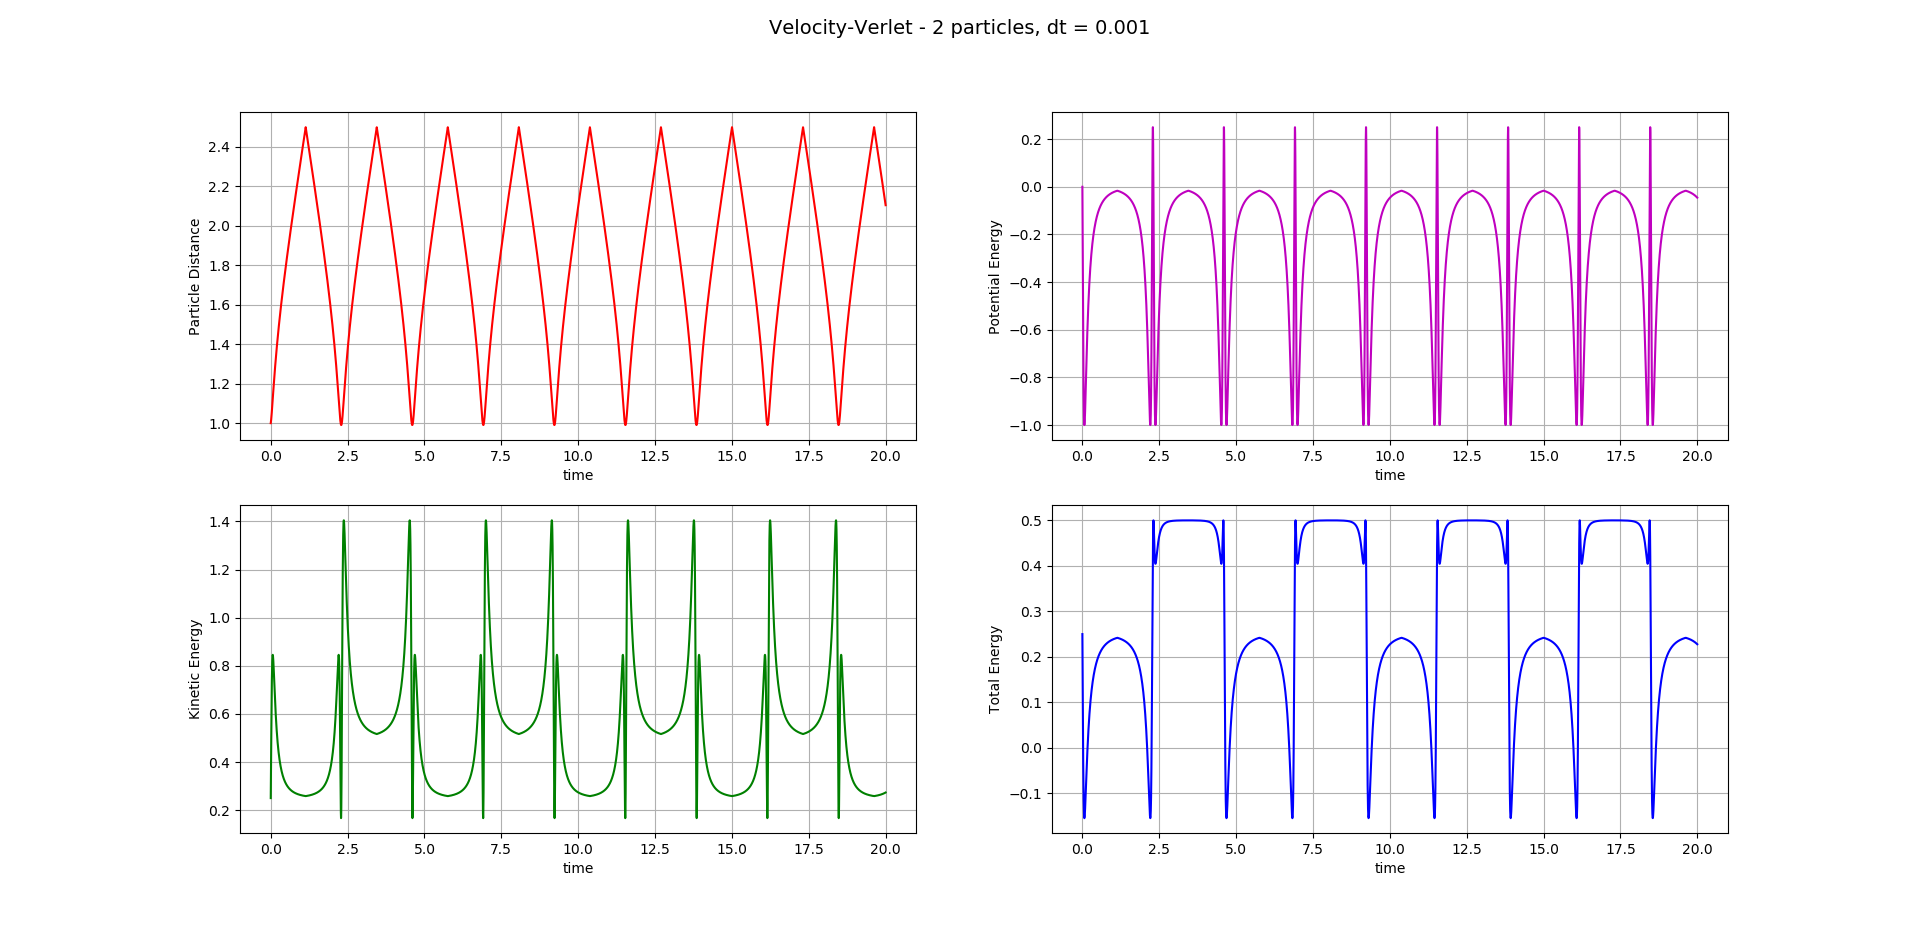 Velocity-Verlet - 2 particles, dt = 0.001
Particle Distance
2.4
2.2
2.0
1.8
1.6
1.4
1.2
1.0
0.0 2.5 5.0 7.5 10.0 12.5 15.0 17.5 20.0
time
Potential Energy
0.2
0.0
−0.2
−0.4
−0.6
−0.8
−1.0
0.0 2.5 5.0 7.5 10.0 12.5 15.0 17.5 20.0
time
Kinetic Energy
1.4
1.2
1.0
0.8
0.6
0.4
0.2
0.0 2.5 5.0 7.5 10.0 12.5 15.0 17.5 20.0
time
Total Energy
0.5
0.4
0.3
0.2
0.1
0.0
−0.1
0.0 2.5 5.0 7.5 10.0 12.5 15.0 17.5 20.0
time